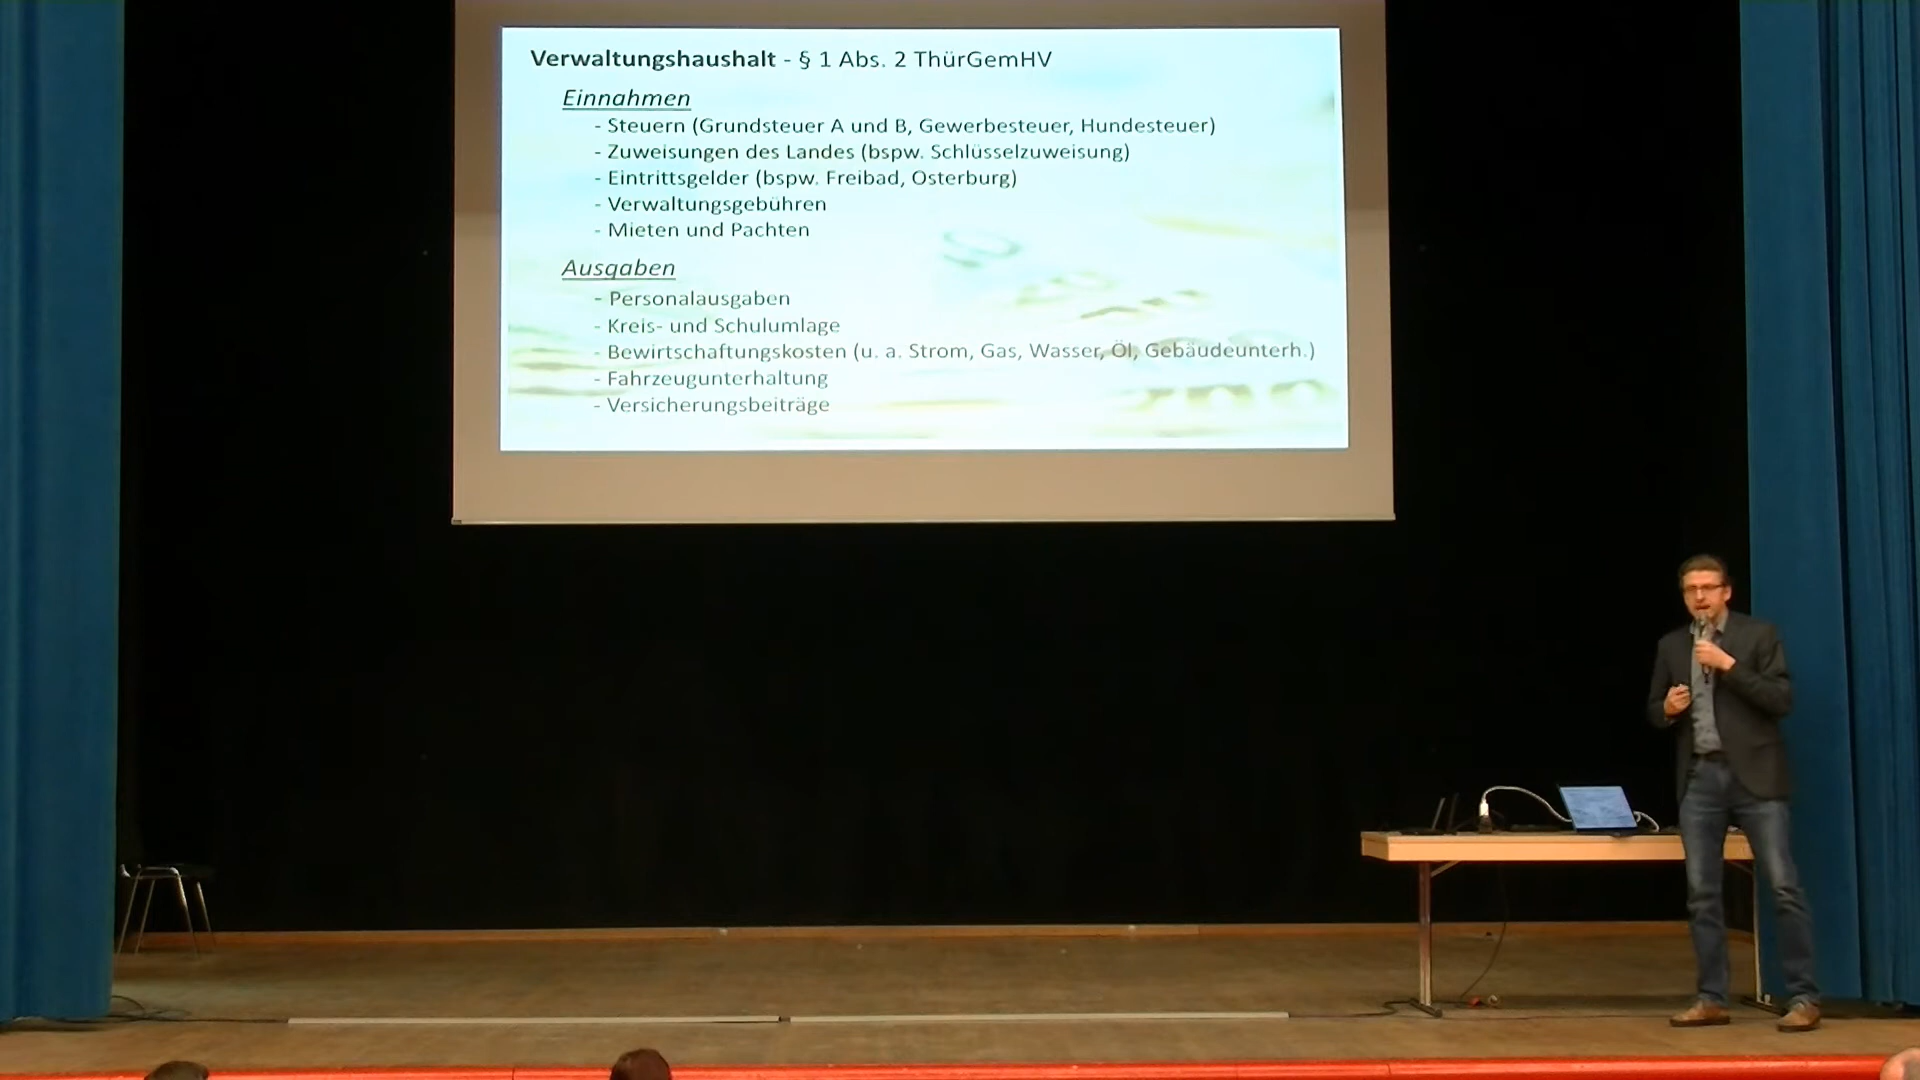 Verwaltungshaushalt - § 1 Abs. 2 ThürGemHV
Einnahmen
- Steuern (Grundsteuer A und B, Gewerbesteuer, Hundesteuer)
- Zuweisungen des Landes (bspw. Schlüsselzuweisung)
- Eintrittsgelder (bspw. Freibad, Osterburg)
- Verwaltungsgebühren
- Mieten und Pachten
Ausgaben
- Personalausgaben
- Kreis- und Schulumlage
- Bewirtschaftungskosten (u. a. Strom, Gas, Wasser, Öl, Gebäudeunterh.)
- Fahrzeugunterhaltung
- Versicherungsbeiträge